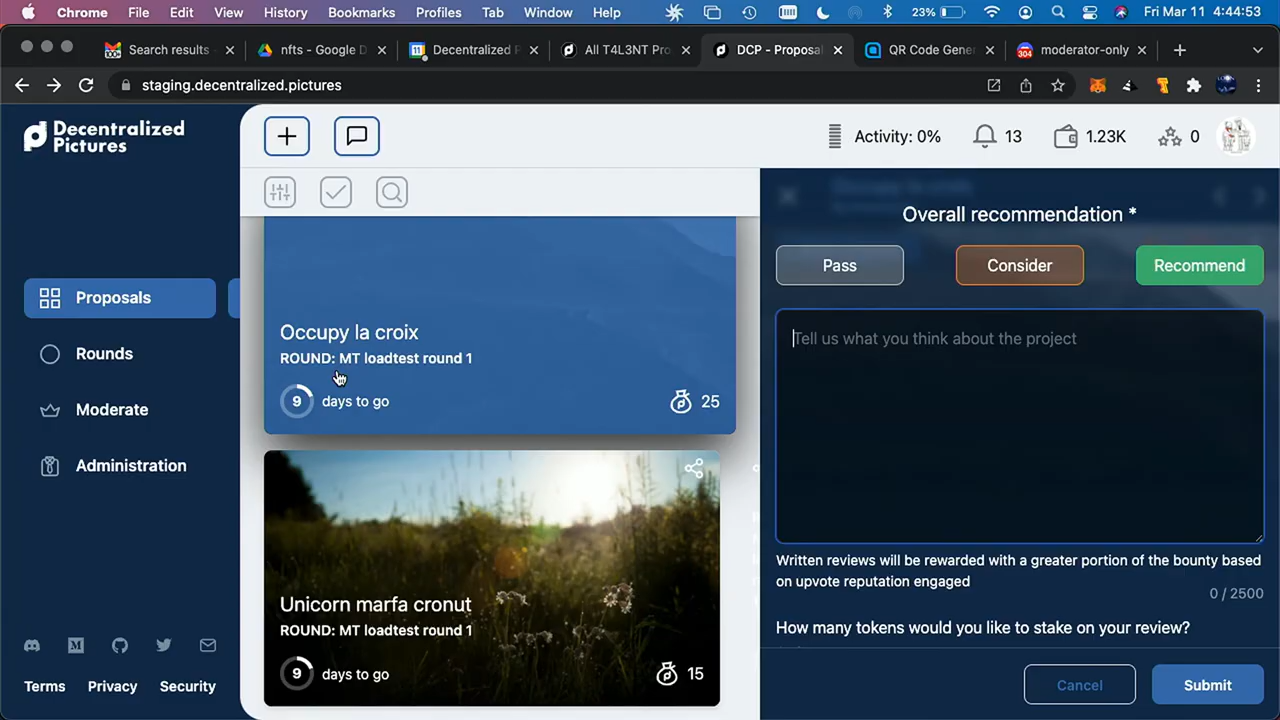 Chrome File Edit View History Bookmarks Profiles Tab Window Help 23% Fri Mar 11 4:44:53
Search results
nfts - Google D
Decentralized P
All T4L3NT Pro
DCP - Proposal
QR Code Gene
moderator-only
staging.decentralized.pictures
Decentralized
Pictures
Activity: 0% 13 1.23K 0
Proposals
Rounds
Moderate
Administration
Terms Privacy Security
Occupy la croix
ROUND: MT loadtest round 1
9 days to go 25
Unicorn marfa cronut
ROUND: MT loadtest round 1
9 days to go 15
Occupy la croix
Overall recommendation *
Pass Consider Recommend
Tell us what you think about the project
Written reviews will be rewarded with a greater portion of the bounty based
on upvote reputation engaged
0 / 2500
How many tokens would you like to stake on your review?
Cancel Submit